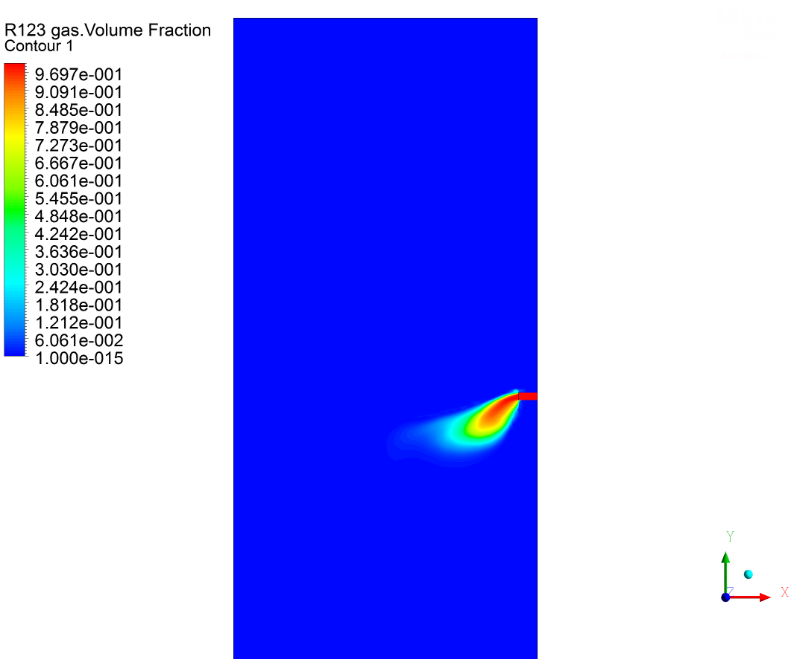 R123 gas.Volume Fraction
Contour 1
9.697e-001
9.091e-001
8.485e-001
7.879e-001
7.273e-001
6.667e-001
6.061e-001
5.455e-001
4.848e-001
4.242e-001
3.636e-001
3.030e-001
2.424e-001
1.818e-001
1.212e-001
6.061e-002
1.000e-015
Y
Z
X